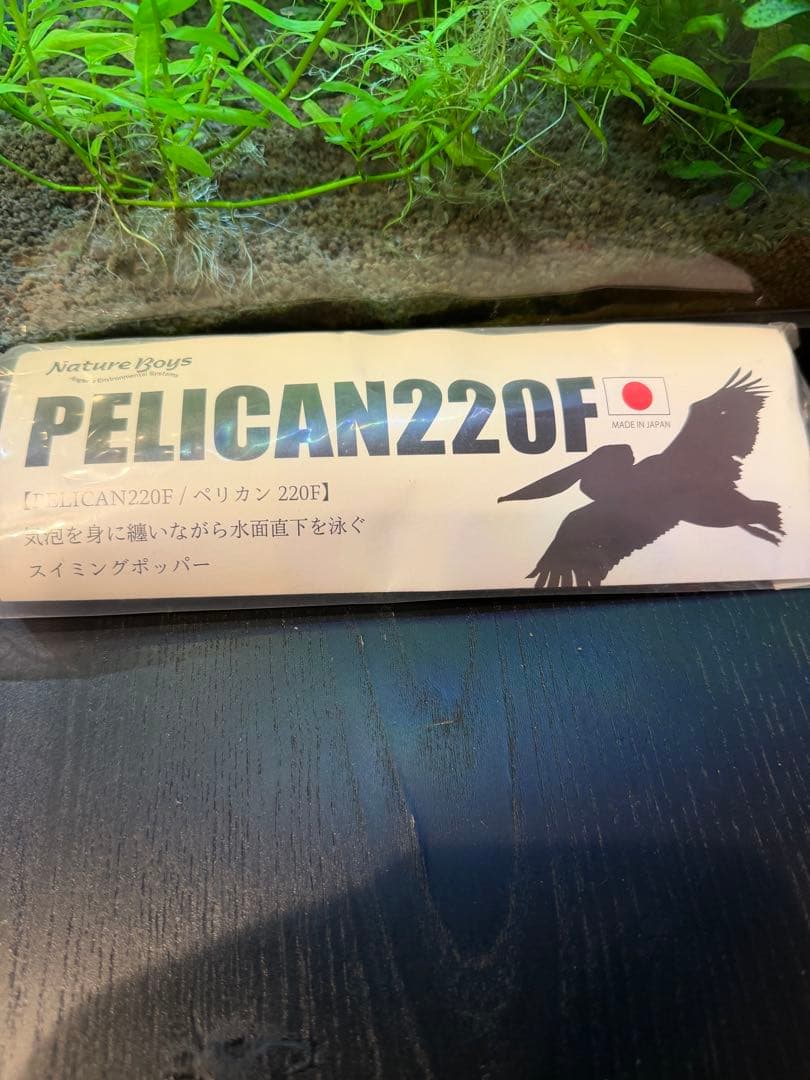 Nature Boys
Environmental Systems
PELICAN220F
MADE IN JAPAN
【PELICAN220F / ペリカン 220F】
気泡を身に纏いながら水面直下を泳ぐ
スイミングポッパー